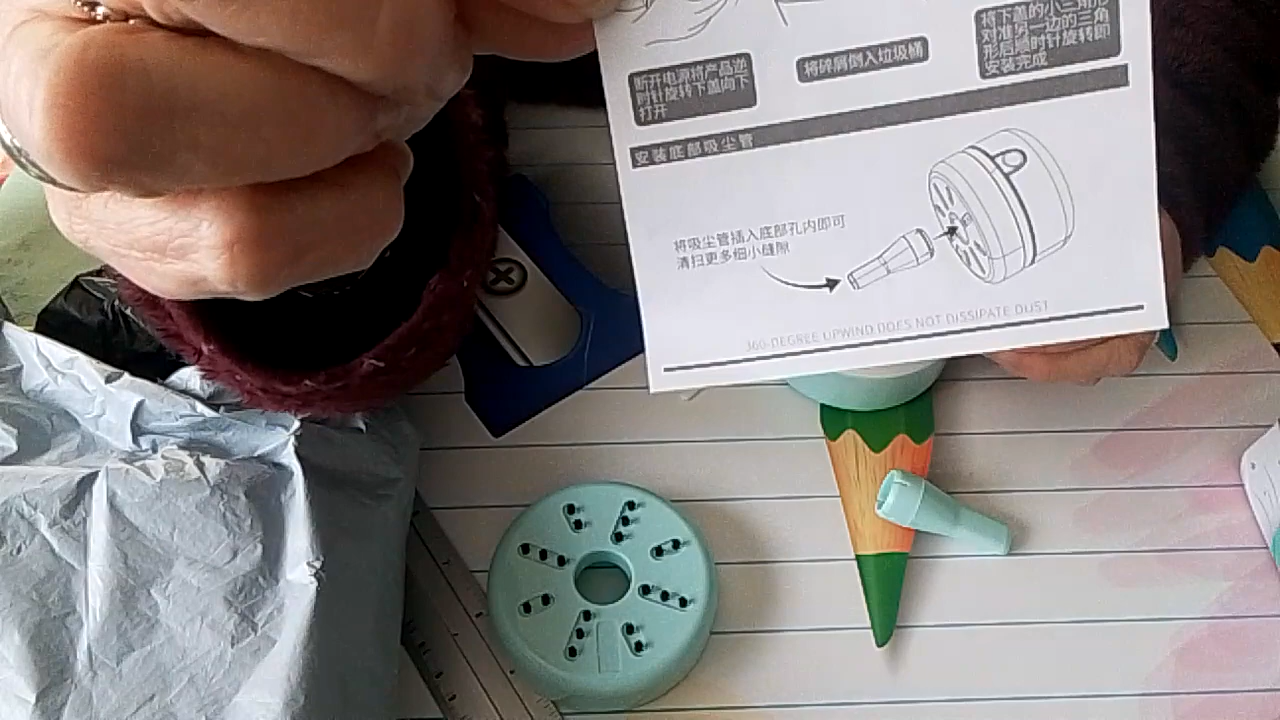 断开电源将产品逆
时针旋转下盖向下
打开
将碎屑倒入垃圾桶
将下盖的小三角形
对准另一边的三角
形后顺时针旋转即
安装完成
安装底部吸尘管
将吸尘管插入底部孔内即可
清扫更多细小缝隙
360-DEGREE UPWIND DOES NOT DISSIPATE DUST